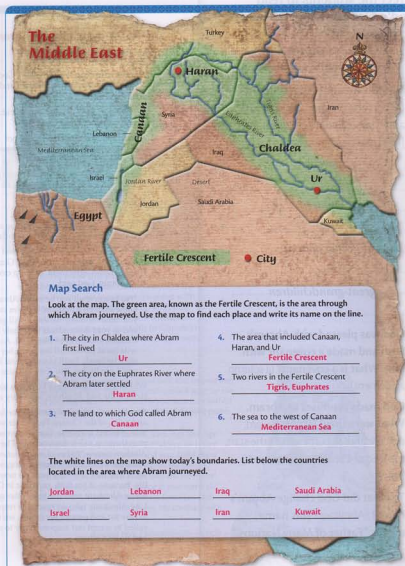 The
Middle East
Turkey
N
Haran
Canaan
Syria
Iran
Tigris River
Euphrates River
Lebanon
Mediterranean Sea
Iraq
Chaldea
Israel
Jordan River
Desert
Ur
Egypt
Jordan
Saudi Arabia
Kuwait
Fertile Crescent
City
Map Search
Look at the map. The green area, known as the Fertile Crescent, is the area through
which Abram journeyed. Use the map to find each place and write its name on the line.
1. The city in Chaldea where Abram
first lived
Ur
2. The city on the Euphrates River where
Abram later settled
Haran
3. The land to which God called Abram
Canaan
4. The area that included Canaan,
Haran, and Ur
Fertile Crescent
5. Two rivers in the Fertile Crescent
Tigris, Euphrates
6. The sea to the west of Canaan
Mediterranean Sea
The white lines on the map show today's boundaries. List below the countries
located in the area where Abram journeyed.
Jordan Lebanon Iraq Saudi Arabia
Israel Syria Iran Kuwait